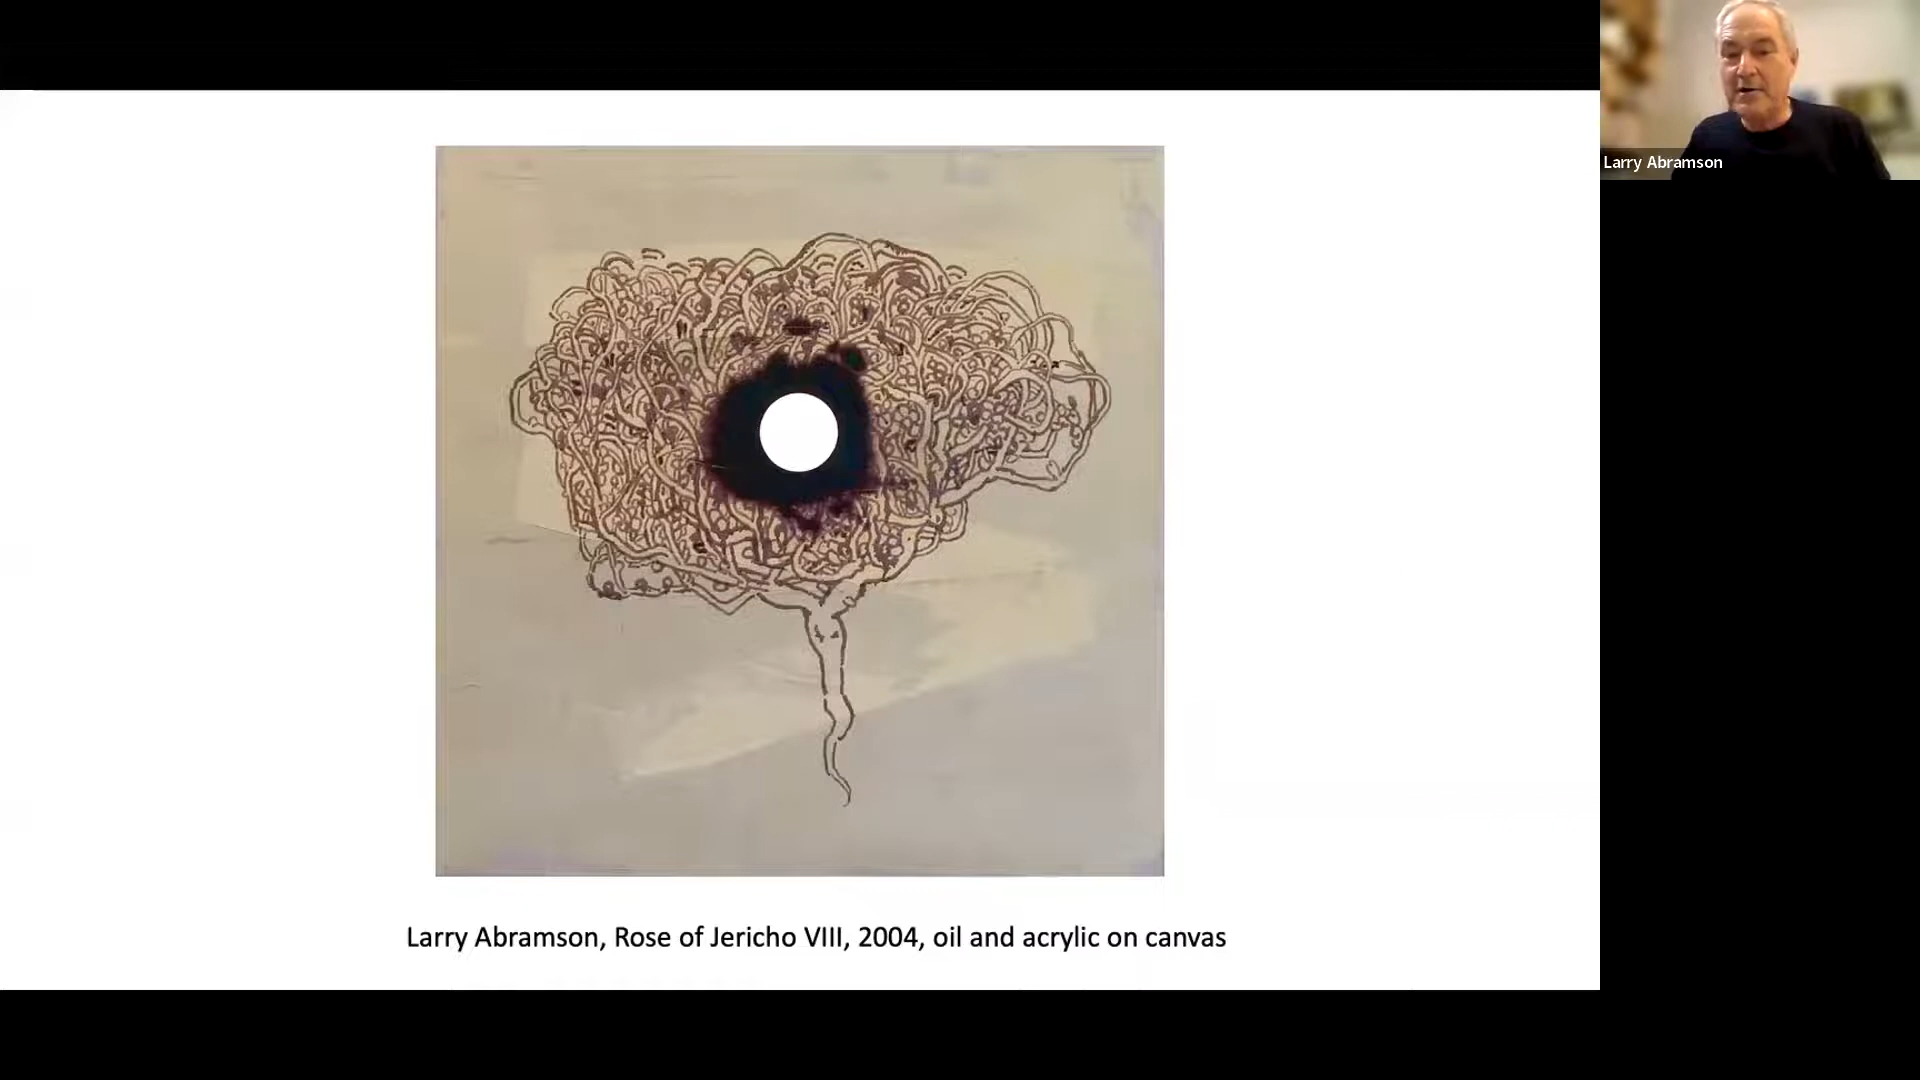 Larry Abramson
Larry Abramson, Rose of Jericho VIII, 2004, oil and acrylic on canvas